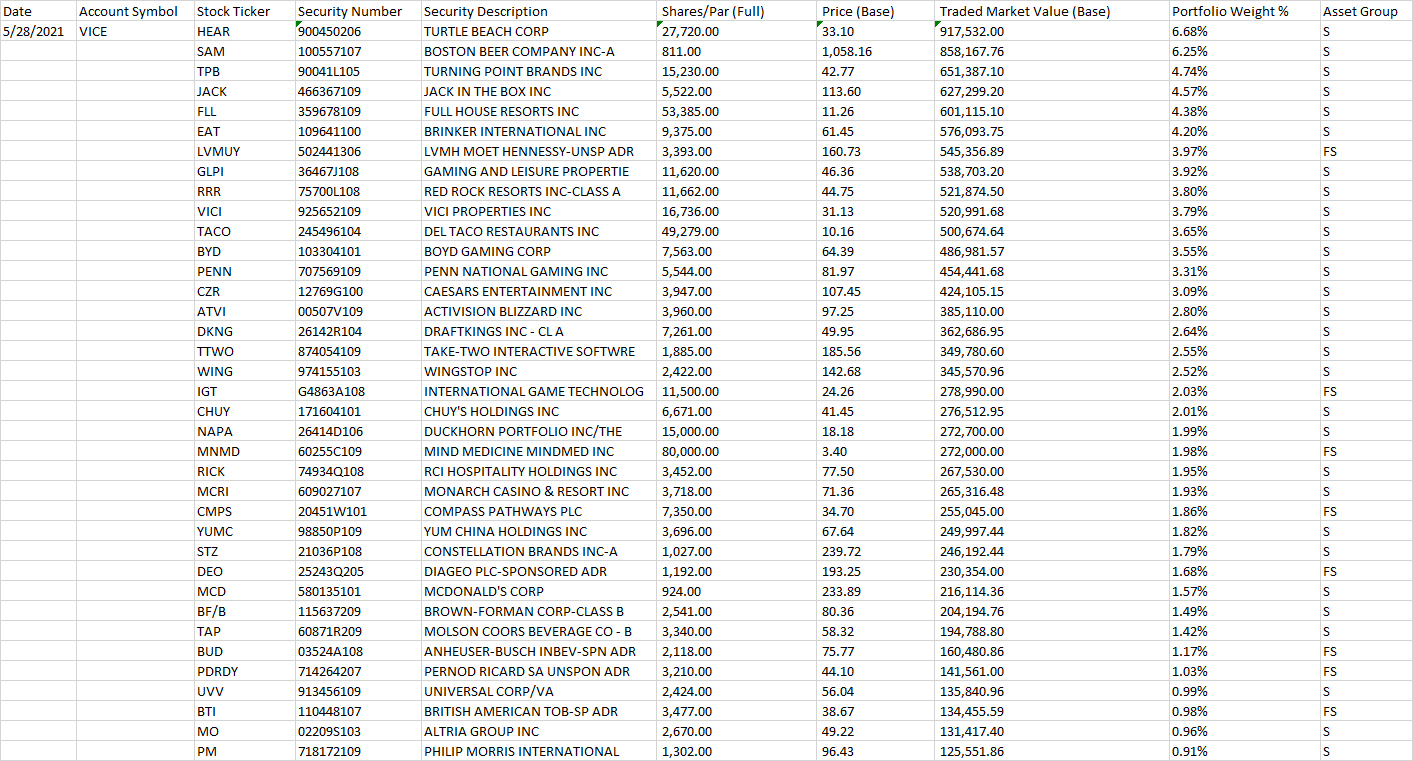 Date Account Symbol Stock Ticker Security Number Security Description Shares/Par (Full) Price (Base) Traded Market Value (Base) Portfolio Weight % Asset Group
5/28/2021 VICE HEAR 900450206 TURTLE BEACH CORP 27,720.00 33.10 917,532.00 6.68% S
SAM 100557107 BOSTON BEER COMPANY INC-A 811.00 1,058.16 858,167.76 6.25% S
TPB 90041L105 TURNING POINT BRANDS INC 15,230.00 42.77 651,387.10 4.74% S
JACK 466367109 JACK IN THE BOX INC 5,522.00 113.60 627,299.20 4.57% S
FLL 359678109 FULL HOUSE RESORTS INC 53,385.00 11.26 601,115.10 4.38% S
EAT 109641100 BRINKER INTERNATIONAL INC 9,375.00 61.45 576,093.75 4.20% S
LVMUY 502441306 LVMH MOET HENNESSY-UNSP ADR 3,393.00 160.73 545,356.89 3.97% FS
GLPI 36467J108 GAMING AND LEISURE PROPERTIE 11,620.00 46.36 538,703.20 3.92% S
RRR 75700L108 RED ROCK RESORTS INC-CLASS A 11,662.00 44.75 521,874.50 3.80% S
VICI 925652109 VICI PROPERTIES INC 16,736.00 31.13 520,991.68 3.79% S
TACO 245496104 DEL TACO RESTAURANTS INC 49,279.00 10.16 500,674.64 3.65% S
BYD 103304101 BOYD GAMING CORP 7,563.00 64.39 486,981.57 3.55% S
PENN 707569109 PENN NATIONAL GAMING INC 5,544.00 81.97 454,441.68 3.31% S
CZR 12769G100 CAESARS ENTERTAINMENT INC 3,947.00 107.45 424,105.15 3.09% S
ATVI 00507V109 ACTIVISION BLIZZARD INC 3,960.00 97.25 385,110.00 2.80% S
DKNG 26142R104 DRAFTKINGS INC - CL A 7,261.00 49.95 362,686.95 2.64% S
TTWO 874054109 TAKE-TWO INTERACTIVE SOFTWRE 1,885.00 185.56 349,780.60 2.55% S
WING 974155103 WINGSTOP INC 2,422.00 142.68 345,570.96 2.52% S
IGT G4863A108 INTERNATIONAL GAME TECHNOLOG 11,500.00 24.26 278,990.00 2.03% FS
CHUY 171604101 CHUY'S HOLDINGS INC 6,671.00 41.45 276,512.95 2.01% S
NAPA 26414D106 DUCKHORN PORTFOLIO INC/THE 15,000.00 18.18 272,700.00 1.99% S
MNMD 60255C109 MIND MEDICINE MINDMED INC 80,000.00 3.40 272,000.00 1.98% FS
RICK 74934Q108 RCI HOSPITALITY HOLDINGS INC 3,452.00 77.50 267,530.00 1.95% S
MCRI 609027107 MONARCH CASINO & RESORT INC 3,718.00 71.36 265,316.48 1.93% S
CMPS 20451W101 COMPASS PATHWAYS PLC 7,350.00 34.70 255,045.00 1.86% FS
YUMC 98850P109 YUM CHINA HOLDINGS INC 3,696.00 67.64 249,997.44 1.82% S
STZ 21036P108 CONSTELLATION BRANDS INC-A 1,027.00 239.72 246,192.44 1.79% S
DEO 25243Q205 DIAGEO PLC-SPONSORED ADR 1,192.00 193.25 230,354.00 1.68% FS
MCD 580135101 MCDONALD'S CORP 924.00 233.89 216,114.36 1.57% S
BF/B 115637209 BROWN-FORMAN CORP-CLASS B 2,541.00 80.36 204,194.76 1.49% S
TAP 60871R209 MOLSON COORS BEVERAGE CO - B 3,340.00 58.32 194,788.80 1.42% S
BUD 03524A108 ANHEUSER-BUSCH INBEV-SPN ADR 2,118.00 75.77 160,480.86 1.17% FS
PDRDY 714264207 PERNOD RICARD SA UNSPON ADR 3,210.00 44.10 141,561.00 1.03% FS
UVV 913456109 UNIVERSAL CORP/VA 2,424.00 56.04 135,840.96 0.99% S
BTI 110448107 BRITISH AMERICAN TOB-SP ADR 3,477.00 38.67 134,455.59 0.98% FS
MO 02209S103 ALTRIA GROUP INC 2,670.00 49.22 131,417.40 0.96% S
PM 718172109 PHILIP MORRIS INTERNATIONAL 1,302.00 96.43 125,551.86 0.91% S